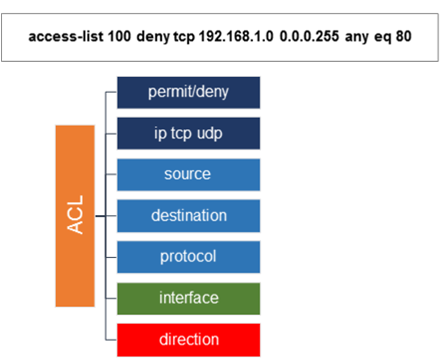 access-list 100 deny tcp 192.168.1.0 0.0.0.255 any eq 80
permit/deny
ip tcp udp
source
ACL
destination
protocol
interface
direction